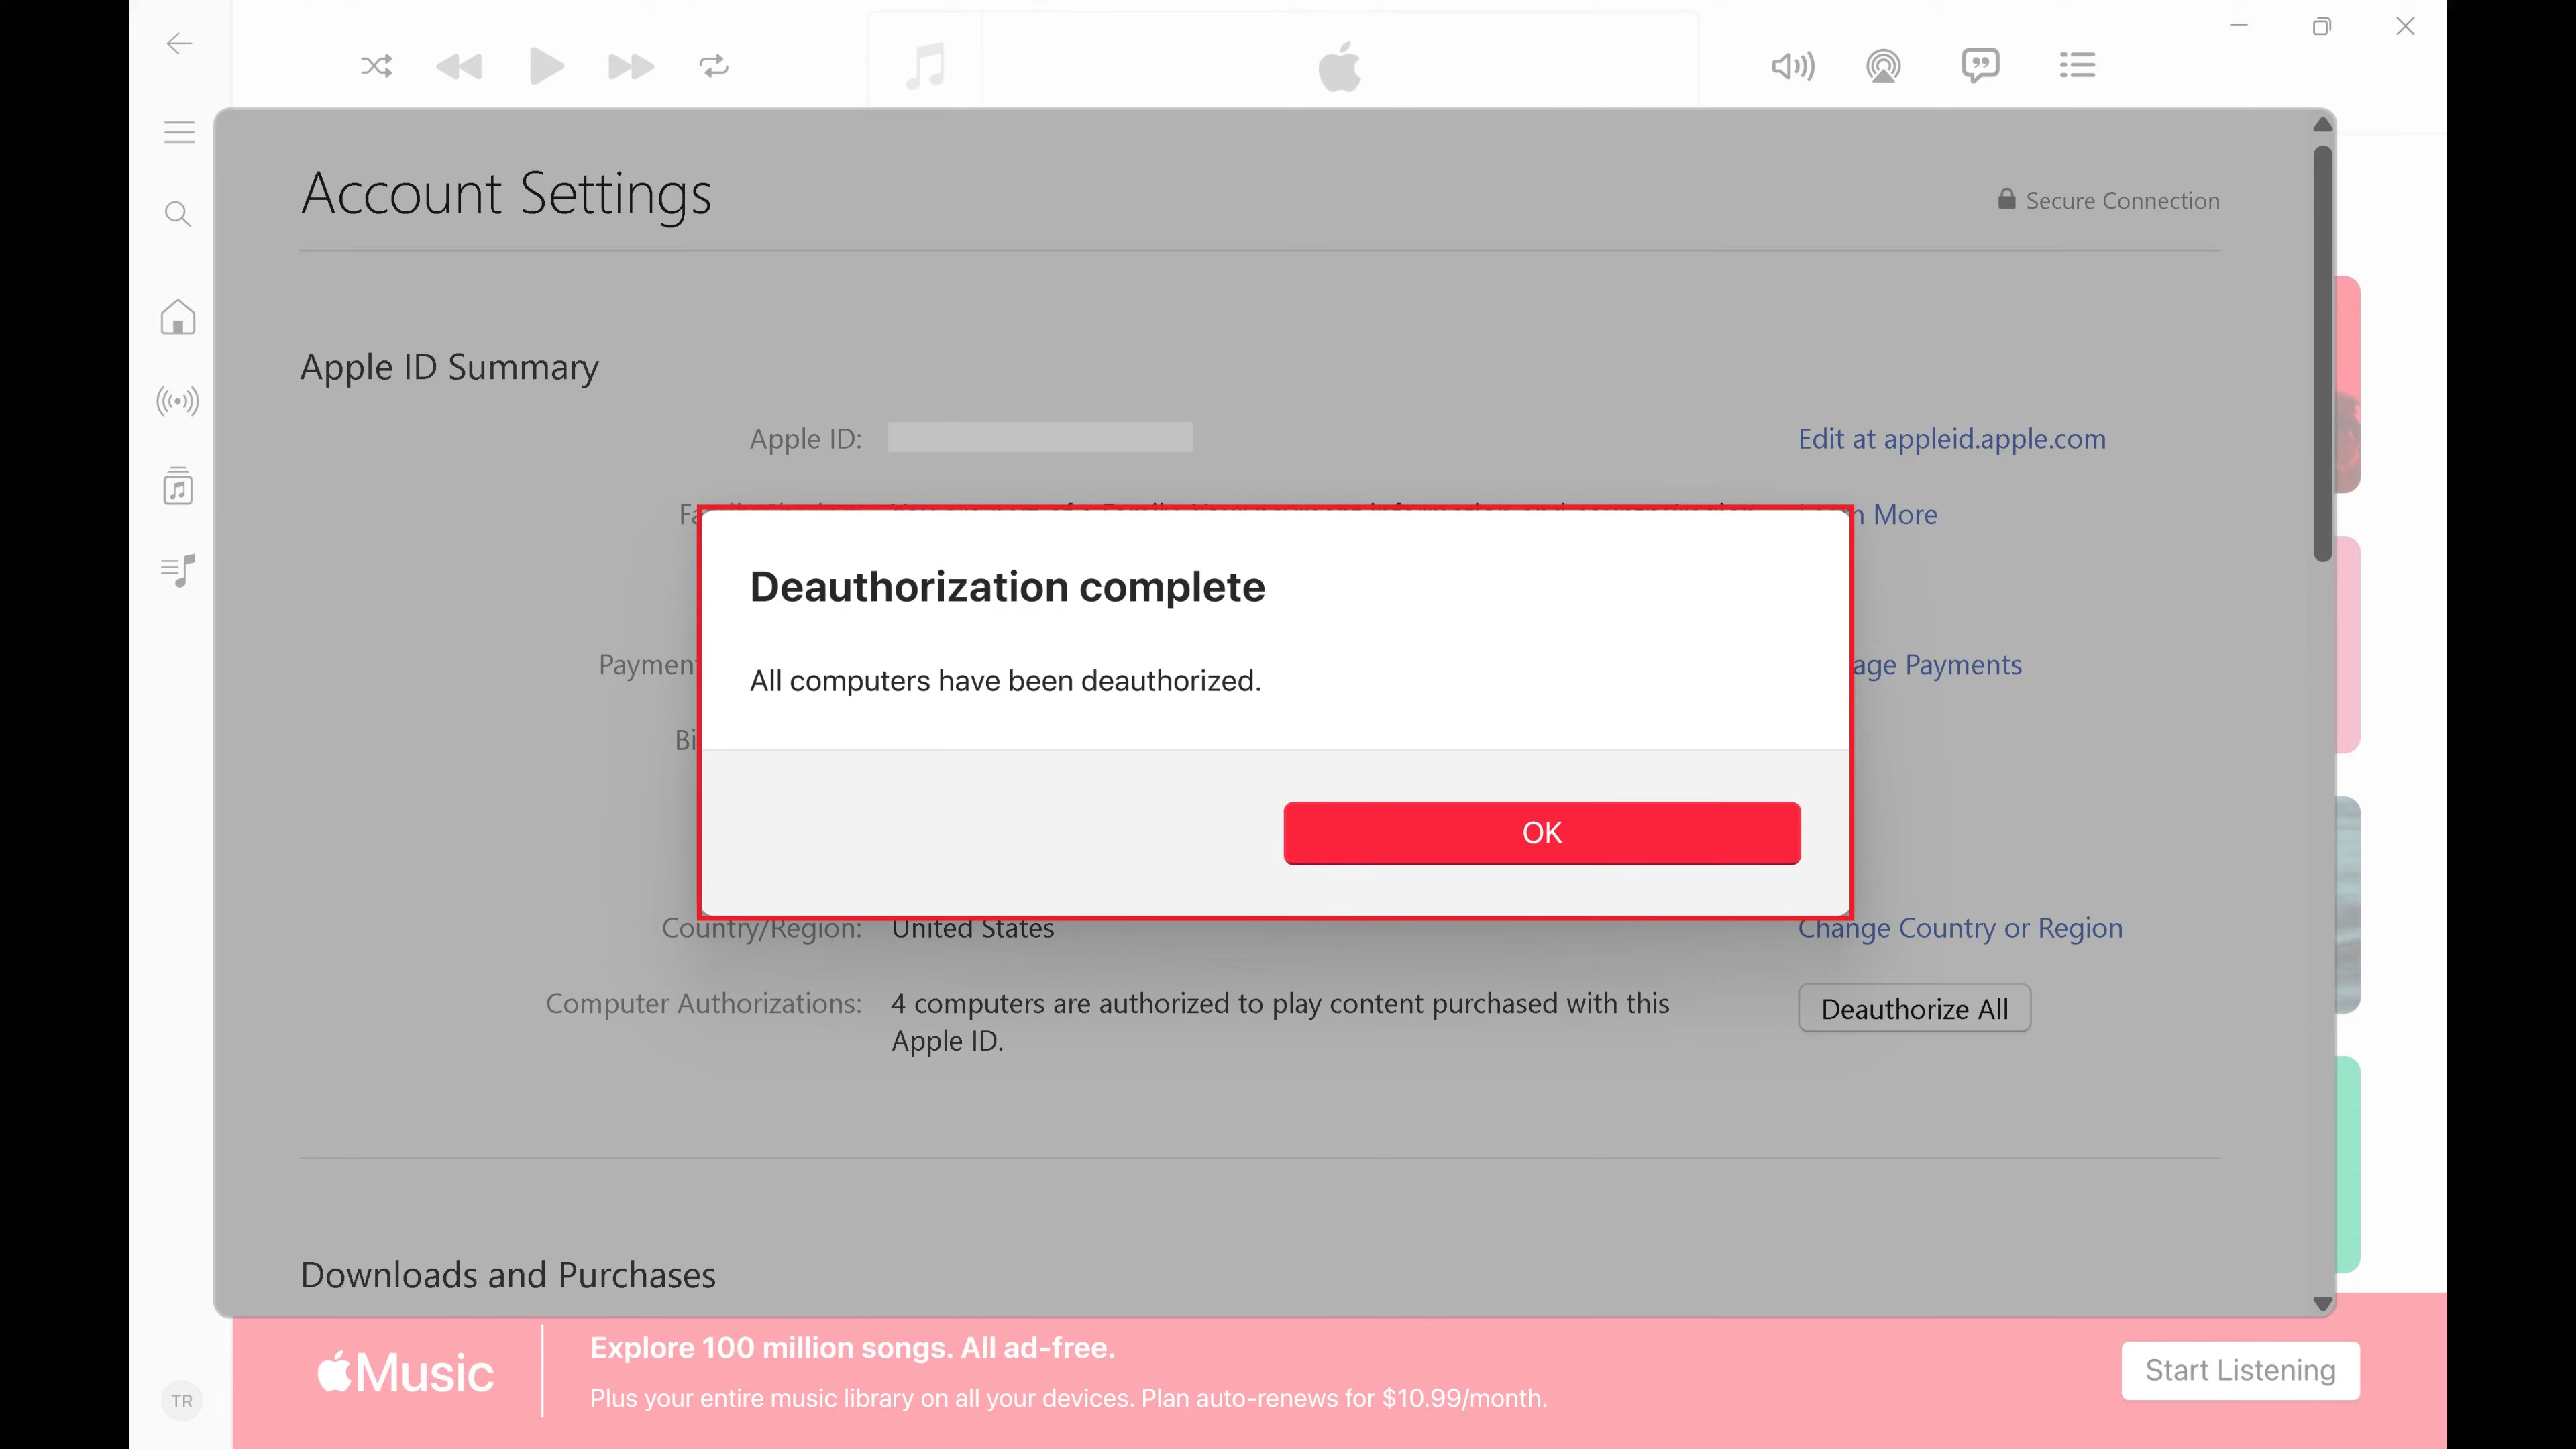 Account Settings
Secure Connection
Apple ID Summary
Apple ID:
Edit at appleid.apple.com
More
Deauthorization complete
All computers have been deauthorized.
OK
Payments
Country/Region: United States
Change Country or Region
Computer Authorizations: 4 computers are authorized to play content purchased with this
Apple ID.
Deauthorize All
Downloads and Purchases
Music
Explore 100 million songs. All ad-free.
Plus your entire music library on all your devices. Plan auto-renews for $10.99/month.
Start Listening
TR